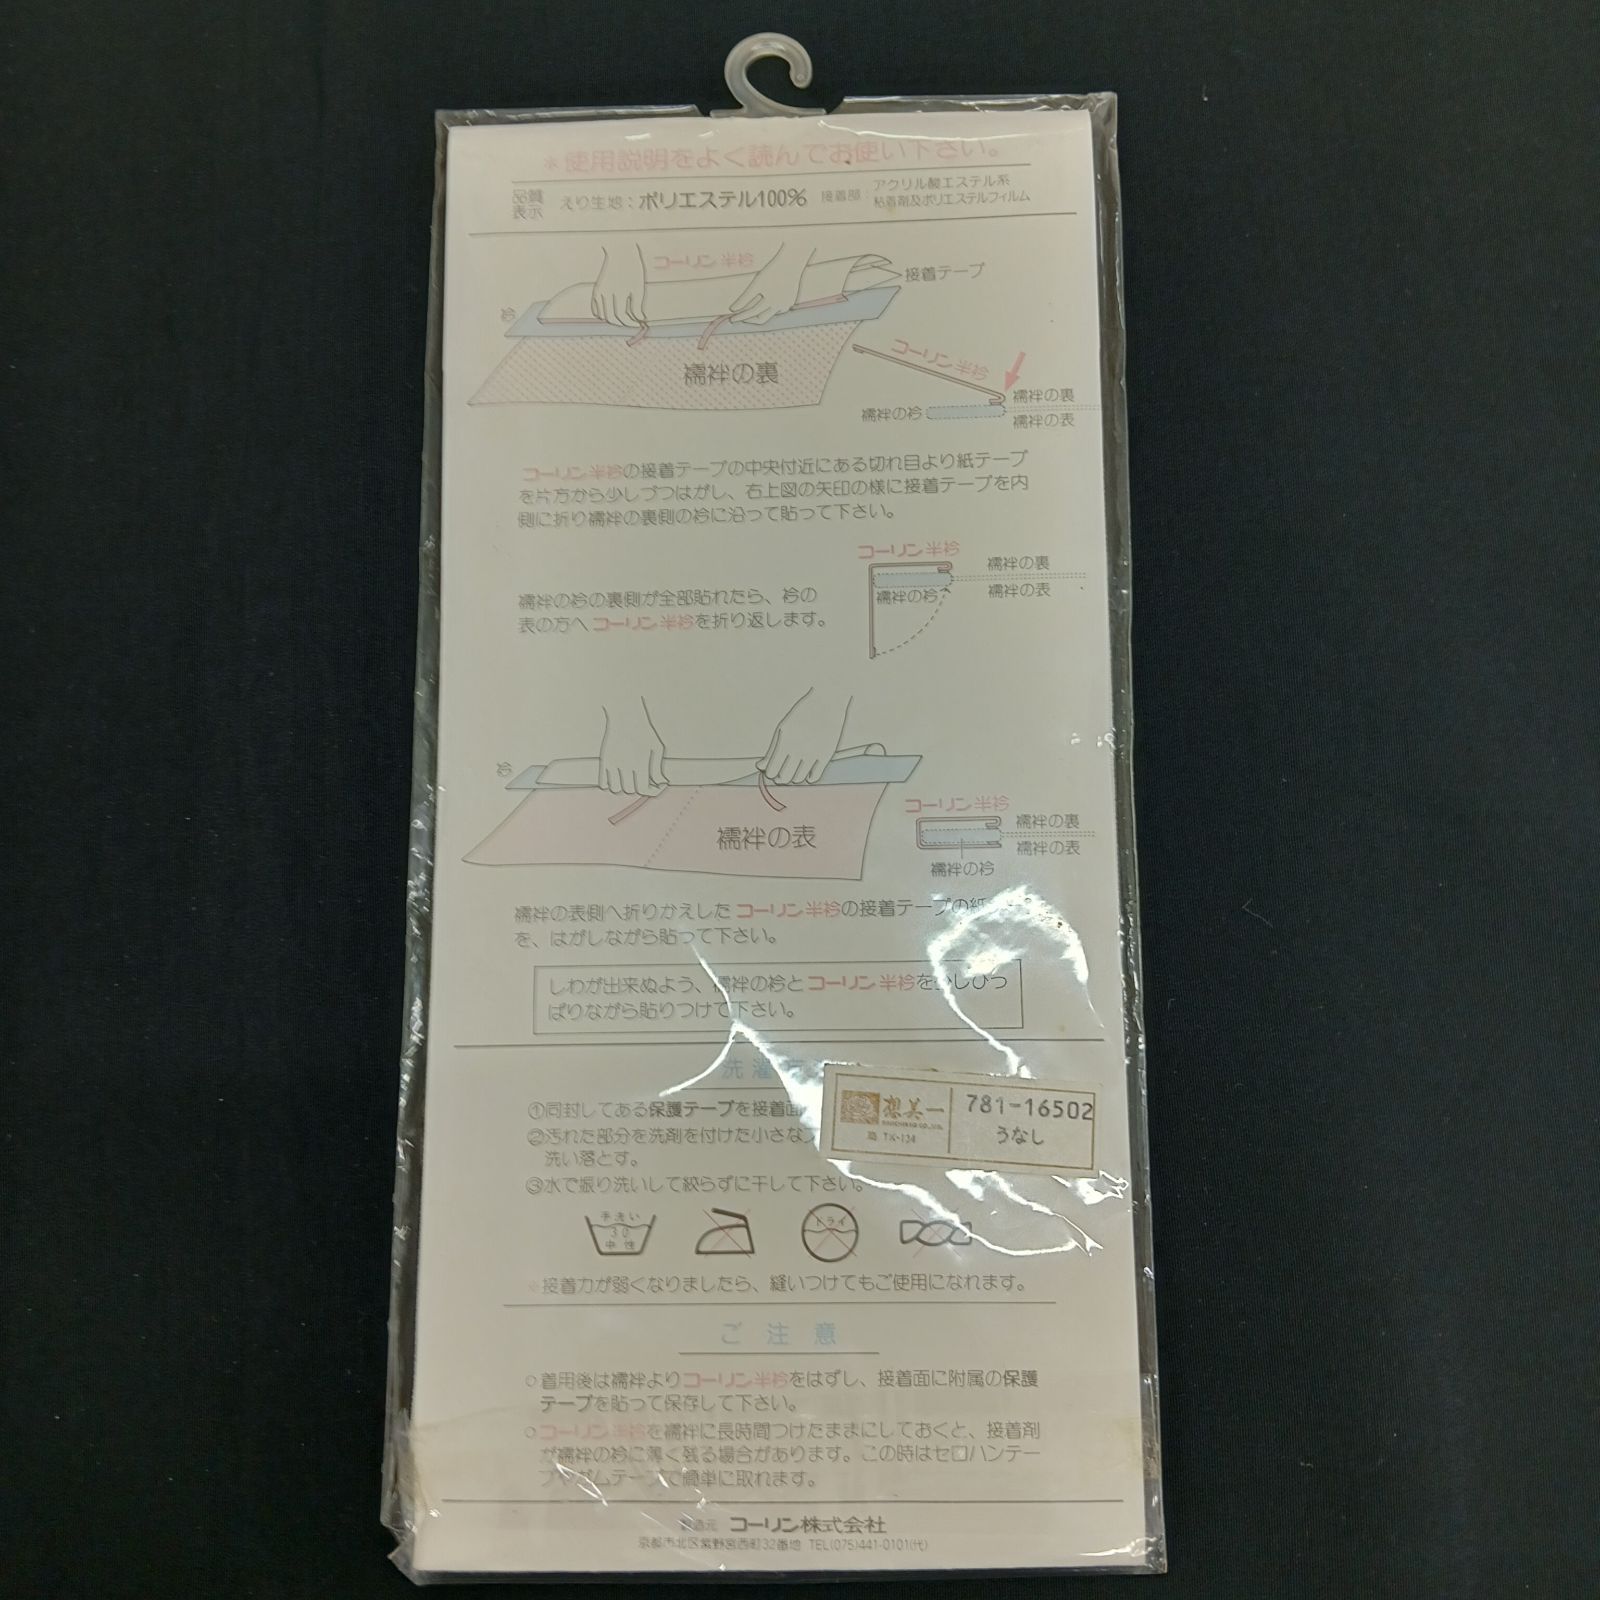 ※使用説明をよく読んでお使い下さい。
品質
表示
えり生地：ポリエステル100%
接着部：アクリル酸エステル系
粘着剤及ポリエステルフィルム
コーリン半衿
接着テープ
衿
襦袢の裏
コーリン半衿
襦袢の裏
襦袢の衿
襦袢の表
コーリン半衿の接着テープの中央付近にある切れ目より紙テープ
を片方から少しづつはがし、右上図の矢印の様に接着テープを内
側に折り襦袢の裏側の衿に沿って貼って下さい。
コーリン半衿
襦袢の裏
襦袢の衿
襦袢の表
襦袢の衿の裏側が全部貼れたら、衿の
表の方へコーリン半衿を折り返します。
衿
襦袢の表
コーリン半衿
襦袢の裏
襦袢の表
襦袢の衿
襦袢の表側へ折りかえしたコーリン半衿の接着テープの紙
を、はがしながら貼って下さい。
しわが出来ぬよう、襦袢の衿とコーリン半衿を少しひっ
ぱりながら貼りつけて下さい。
洗濯方
①同封してある保護テープを接着面
②汚れた部分を洗剤を付けた小さな
洗い落とす。
③水で振り洗いして絞らずに干して下さい。
想美一
TK-134
781-16502
うなし
手洗い
30
中性
ドライ
※接着力が弱くなりましたら、縫いつけてもご使用になれます。
ご注意
○着用後は襦袢よりコーリン半衿をはずし、接着面に附属の保護
テープを貼って保存して下さい。
○コーリン半衿を襦袢に長時間つけたままにしておくと、接着剤
が襦袢の衿に薄く残る場合があります。この時はセロハンテー
プやガムテープで簡単に取れます。
製造元 コーリン株式会社
京都市北区紫野宮西町32番地 TEL(075)441-0101(代)